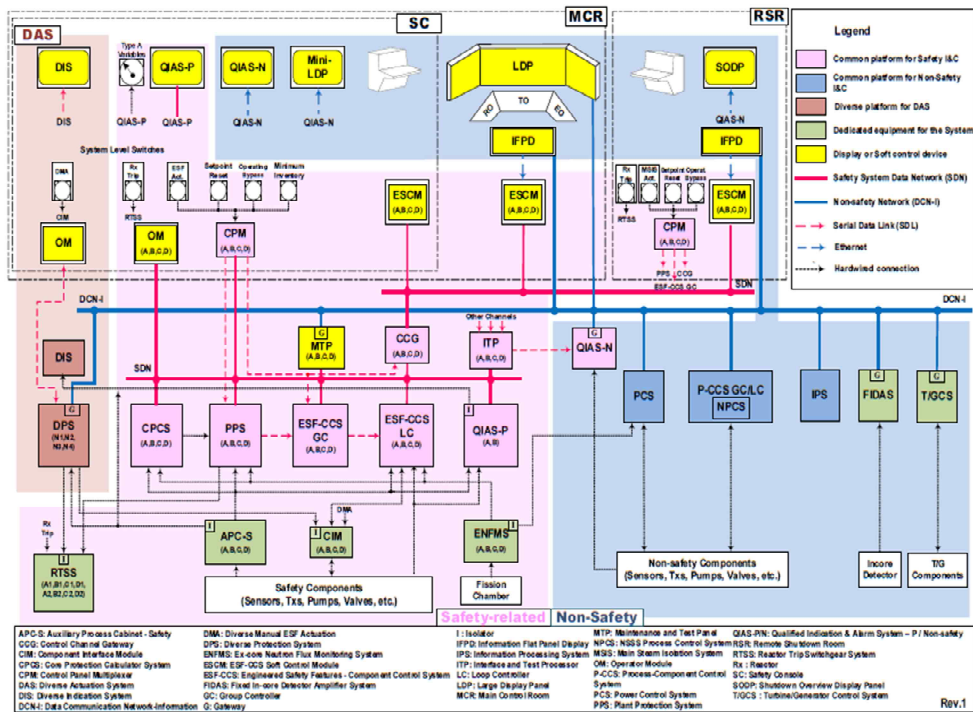 DAS
SC
MCR
RSR
Legend
DIS
Type A
Variables
QIAS-P
QIAS-N
Mini-
LDP
LDP
SODP
RO
TO
EO
Common platform for Safety I&C
Common platform for Non-Safety
I&C
Diverse platform for DAS
Dedicated equipment for the System
Display or Soft control device
Safety System Data Network (SDN)
Non-safety Network (DCN-I)
Serial Data Link (SDL)
Ethernet
Hardwired connection
DIS
QIAS-P
QIAS-P
QIAS-N
QIAS-N
QIAS-N
IFPD
IFPD
System Level Switches
DMA
Rx
Trip
ESF
Act.
Setpoint
Reset
Operating
Bypass
Minimum
Inventory
Rx
Trip
MSIS
Act.
Setpoint
Reset
Operat.
Bypass
CIM
RTSS
RTSS
OM
OM
(A,B,C,D)
CPM
(A,B,C,D)
ESCM
(A,B,C,D)
ESCM
(A,B,C,D)
CPM
(A,B,C,D)
ESCM
(A,B,C,D)
PPS
CCG
ESF-CCS GC
SDN
SDN
DCN-I
DCN-I
Other Channels
DIS
G
MTP
(A,B,C,D)
CCG
(A,B,C,D)
ITP
(A,B,C,D)
G
QIAS-N
SDN
G
DPS
(N1,N2,
N3,N4)
CPCS
(A,B,C,D)
PPS
(A,B,C,D)
ESF-CCS
GC
(A,B,C,D)
ESF-CCS
LC
(A,B,C,D)
I
QIAS-P
(A,B)
PCS
P-CCS GC/LC
NPCS
IPS
G
FIDAS
G
T/GCS
Rx
Trip
I
RTSS
(A1,B1,C1,D1,
A2,B2,C2,D2)
I
APC-S
(A,B,C,D)
DMA
I
CIM
(A,B,C,D)
I
ENFMS
(A,B,C,D)
Safety Components
(Sensors, Txs, Pumps, Valves, etc.)
Fission
Chamber
Non-safety Components
(Sensors, Txs, Pumps, Valves, etc.)
Incore
Detector
T/G
Components
Safety-related
Non-Safety
APC-S: Auxiliary Process Cabinet - Safety
CCG: Control Channel Gateway
CIM: Component Interface Module
CPCS: Core Protection Calculator System
CPM: Control Panel Multiplexer
DAS: Diverse Actuation System
DIS: Diverse Indication System
DCN-I: Data Communication Network-Information
DMA: Diverse Manual ESF Actuation
DPS: Diverse Protection System
ENFMS: Ex-core Neutron Flux Monitoring System
ESCM: ESF-CCS Soft Control Module
ESF-CCS: Engineered Safety Features - Component Control System
FIDAS: Fixed In-core Detector Amplifier System
GC: Group Controller
G: Gateway
I : Isolator
IFPD: Information Flat Panel Display
IPS: Information Processing System
ITP: Interface and Test Processor
LC: Loop Controller
LDP: Large Display Panel
MCR: Main Control Room
MTP: Maintenance and Test Panel
NPCS: NSSS Process Control System
MSIS: Main Steam Isolation System
OM: Operator Module
P-CCS: Process-Component Control
System
PCS: Power Control System
PPS: Plant Protection System
QIAS-P/N: Qualified Indication & Alarm System – P / Non-safety
RSR: Remote Shutdown Room
RTSS: Reactor Trip Switchgear System
Rx : Reactor
SC: Safety Console
SODP: Shutdown Overview Display Panel
T/GCS : Turbine/Generator Control System
Rev.1